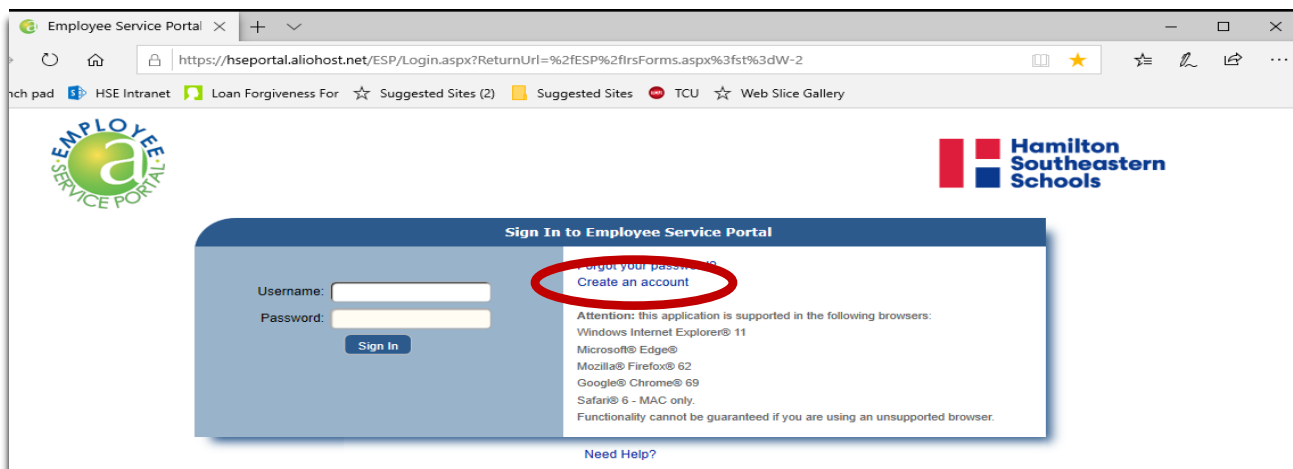 Employee Service Portal
https://hseportal.aliohost.net/ESP/Login.aspx?ReturnUrl=%2fESP%2fIrsForms.aspx%3fst%3dW-2
nch pad HSE Intranet Loan Forgiveness For Suggested Sites (2) Suggested Sites TCU Web Slice Gallery
EMPLOYEE
a
SERVICE PORTAL
Hamilton
Southeastern
Schools
Sign In to Employee Service Portal
Forgot your password?
Create an account
Username:
Password:
Sign In
Attention: this application is supported in the following browsers:
Windows Internet Explorer® 11
Microsoft® Edge®
Mozilla® Firefox® 62
Google® Chrome® 69
Safari® 6 - MAC only.
Functionality cannot be guaranteed if you are using an unsupported browser.
Need Help?